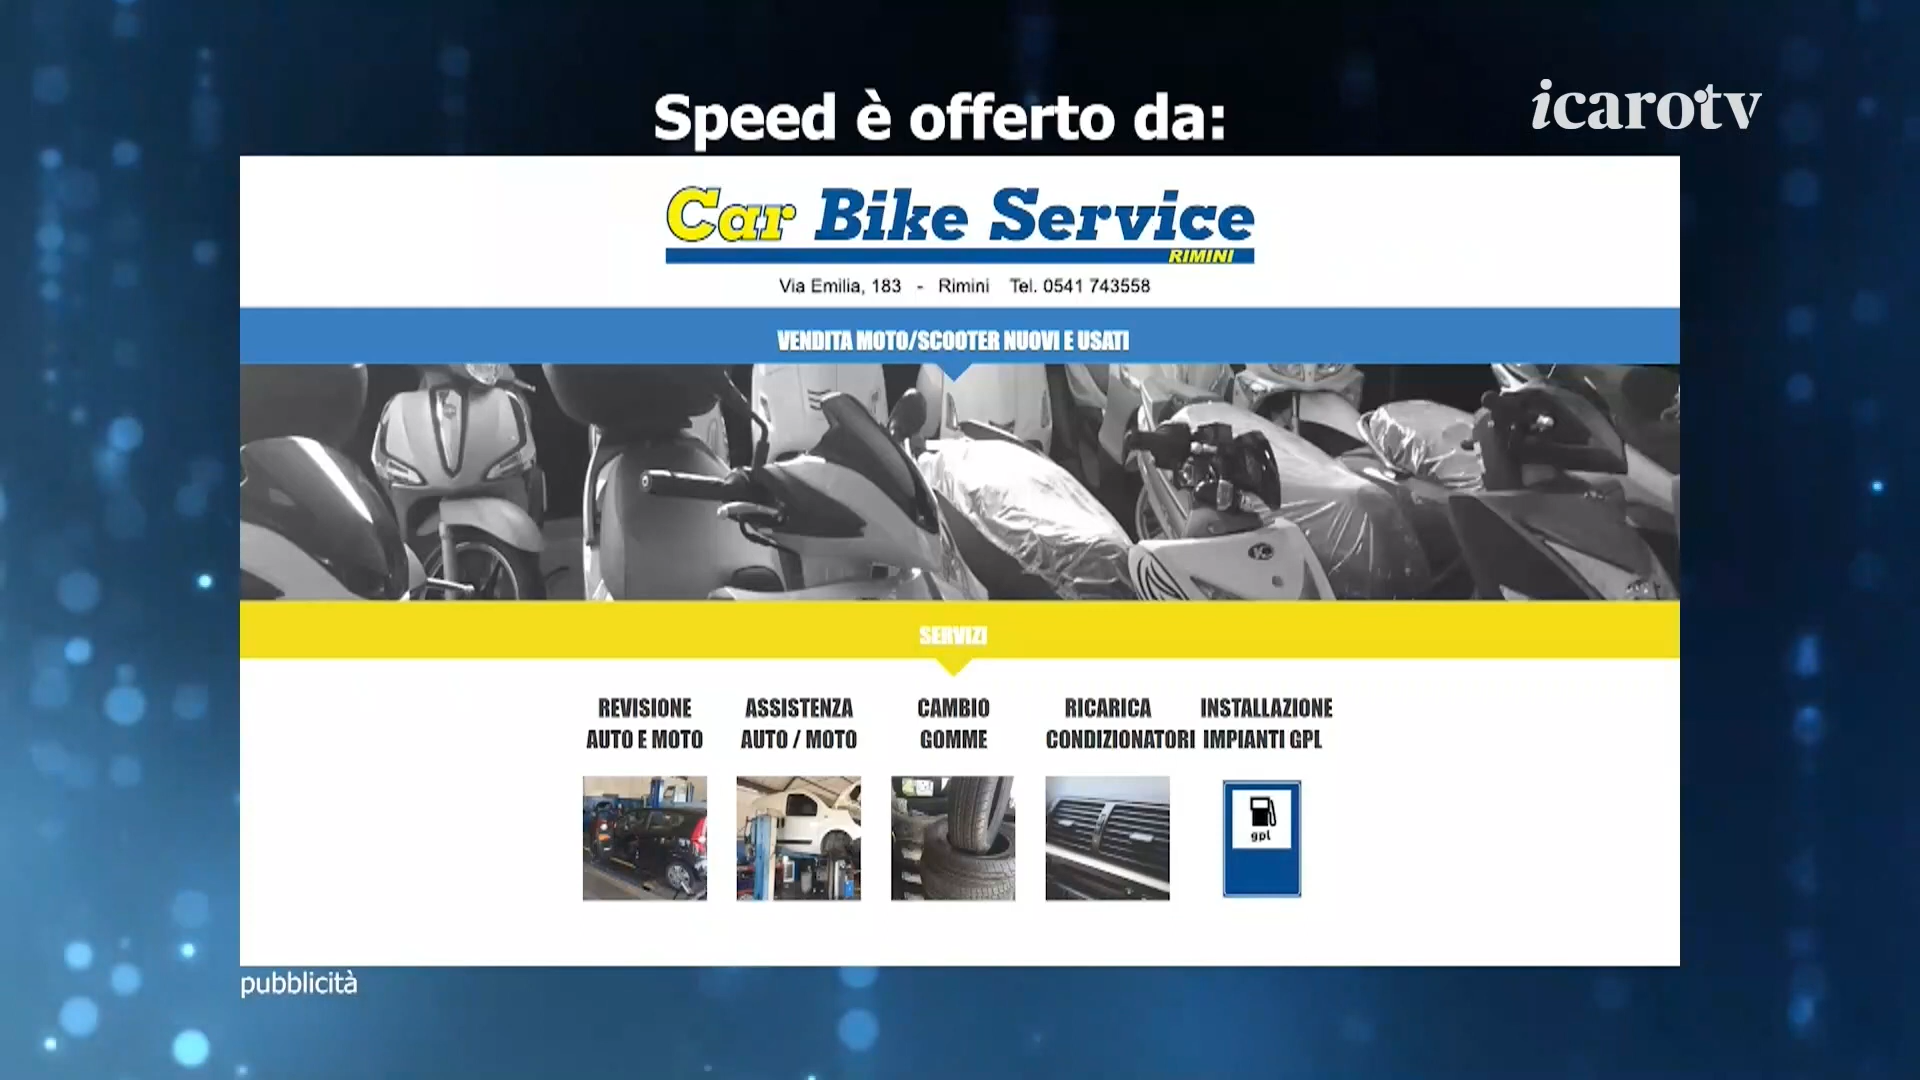 Speed è offerto da:
icarotv
Car Bike Service
RIMINI
Via Emilia, 183 - Rimini Tel. 0541 743558
VENDITA MOTO/SCOOTER NUOVI E USATI
SERVIZI
REVISIONE
AUTO E MOTO
ASSISTENZA
AUTO / MOTO
CAMBIO
GOMME
RICARICA
CONDIZIONATORI
INSTALLAZIONE
IMPIANTI GPL
gpl
pubblicità